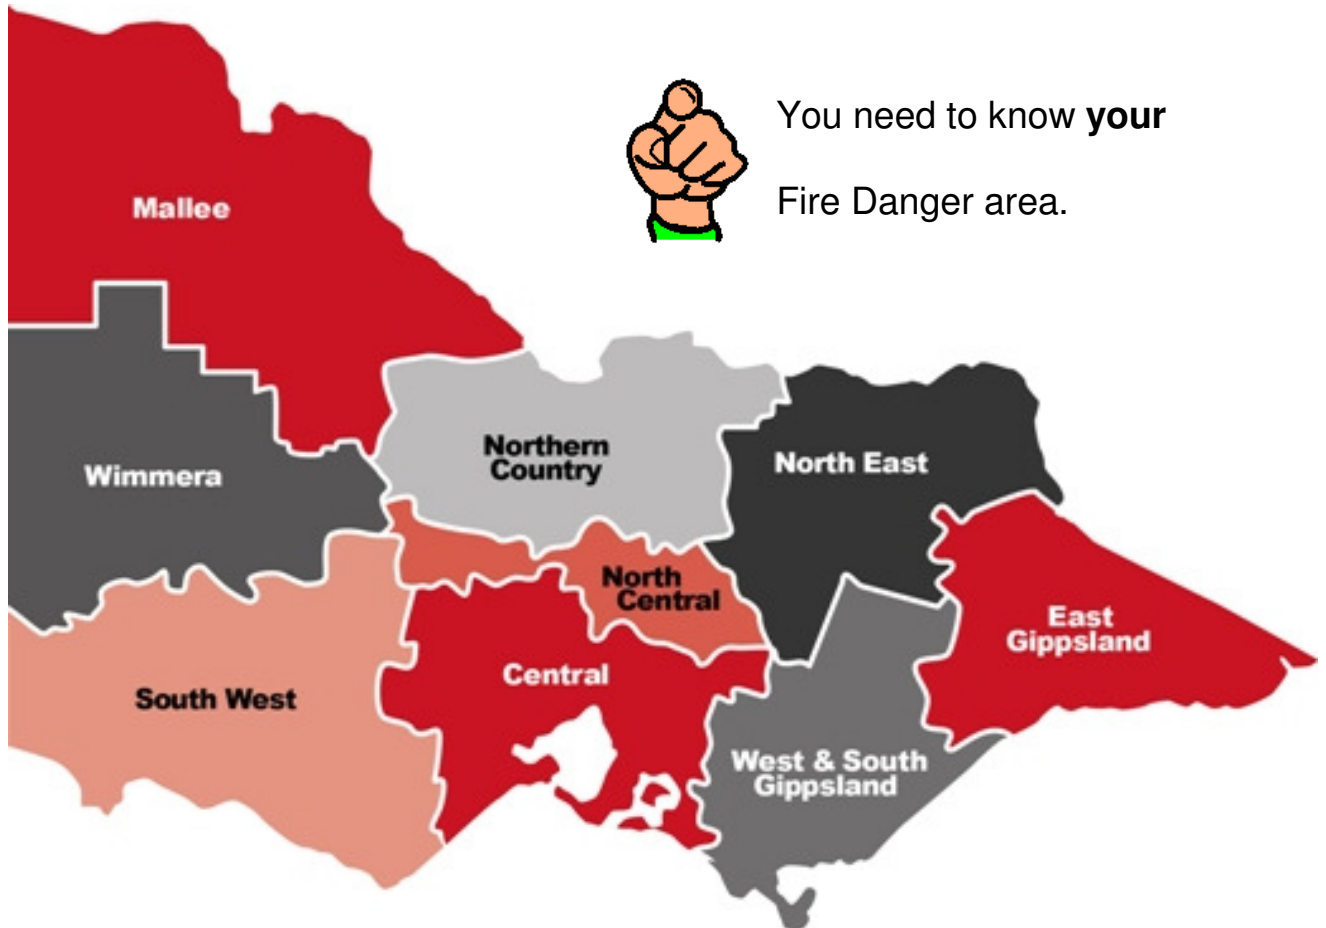 You need to know your
Fire Danger area.
Mallee
Northern
Country
North East
Wimmera
North
Central
East
Gippsland
Central
South West
West & South
Gippsland